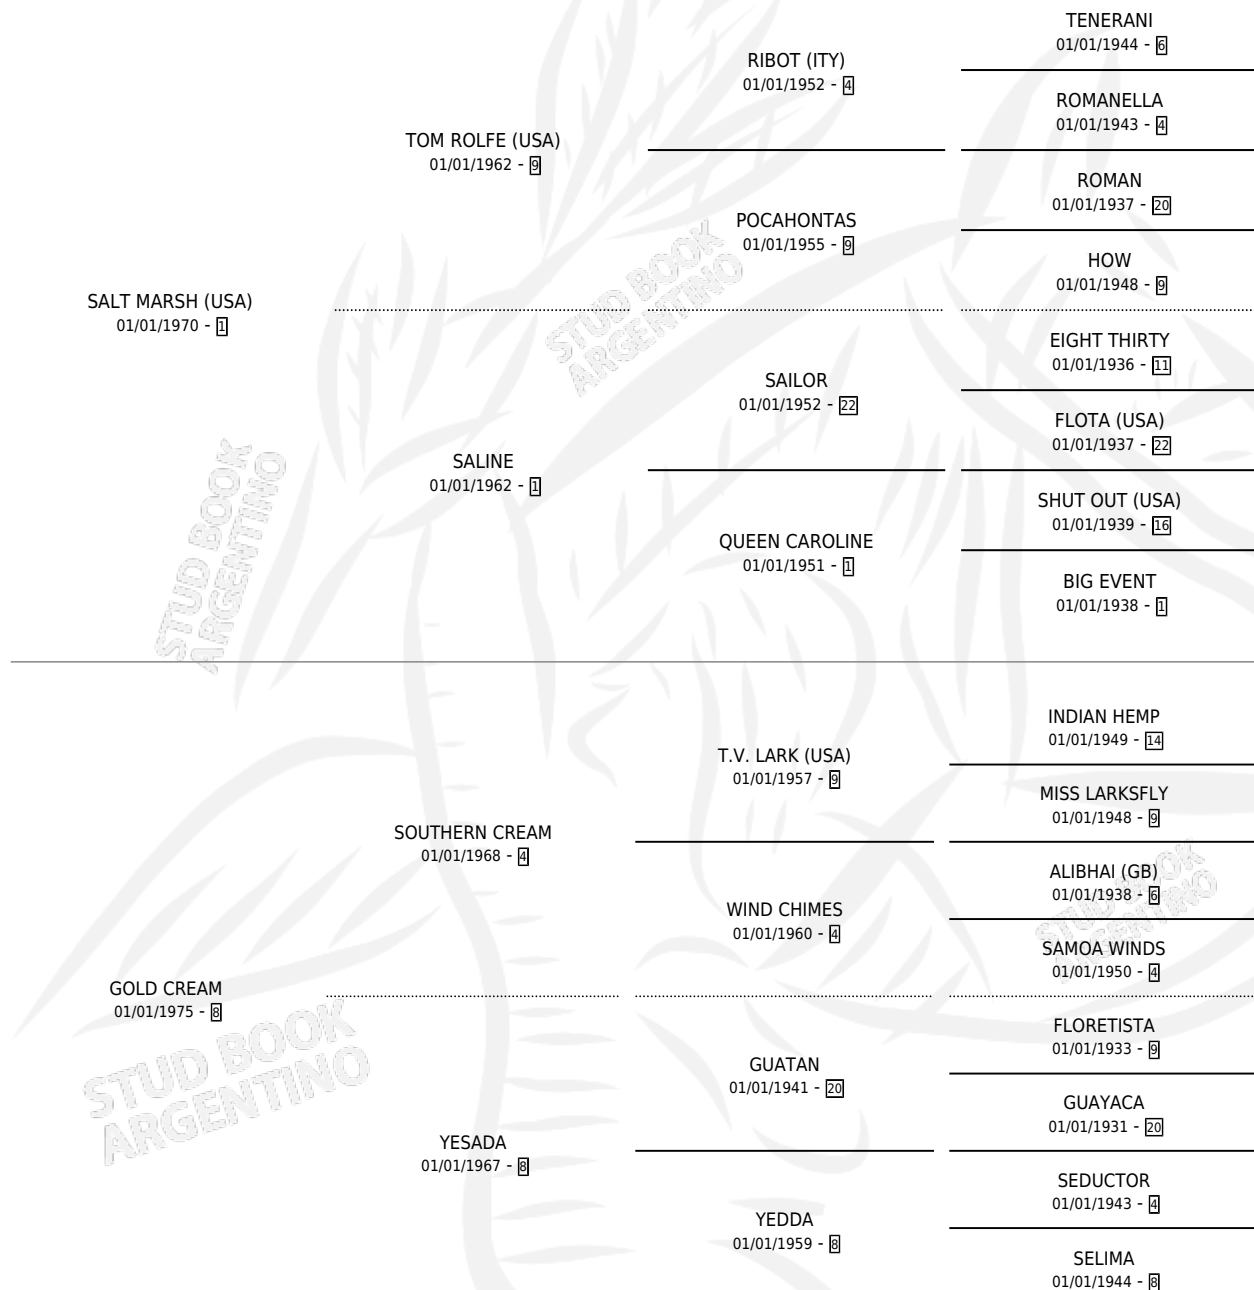 TENERANI
01/01/1944 - 6
RIBOT (ITY)
01/01/1952 - 4
ROMANELLA
01/01/1943 - 4
TOM ROLFE (USA)
01/01/1962 - 9
ROMAN
01/01/1937 - 20
POCAHONTAS
01/01/1955 - 9
HOW
01/01/1948 - 9
SALT MARSH (USA)
01/01/1970 - 1
EIGHT THIRTY
01/01/1936 - 11
SAILOR
01/01/1952 - 22
FLOTA (USA)
01/01/1937 - 22
SALINE
01/01/1962 - 1
SHUT OUT (USA)
01/01/1939 - 16
QUEEN CAROLINE
01/01/1951 - 1
BIG EVENT
01/01/1938 - 1
INDIAN HEMP
01/01/1949 - 14
T.V. LARK (USA)
01/01/1957 - 9
MISS LARKSFLY
01/01/1948 - 9
SOUTHERN CREAM
01/01/1968 - 4
ALIBHAI (GB)
01/01/1938 - 6
WIND CHIMES
01/01/1960 - 4
SAMOA WINDS
01/01/1950 - 4
GOLD CREAM
01/01/1975 - 8
FLORETISTA
01/01/1933 - 9
GUATAN
01/01/1941 - 20
GUAYACA
01/01/1931 - 20
YESADA
01/01/1967 - 8
SEDUCTOR
01/01/1943 - 4
YEDDA
01/01/1959 - 8
SELIMA
01/01/1944 - 8
STUD BOOK
ARGENTINO
STUD BOOK
ARGENTINO
STUD BOOK
ARGENTINO
STUD BOOK
ARGENTINO